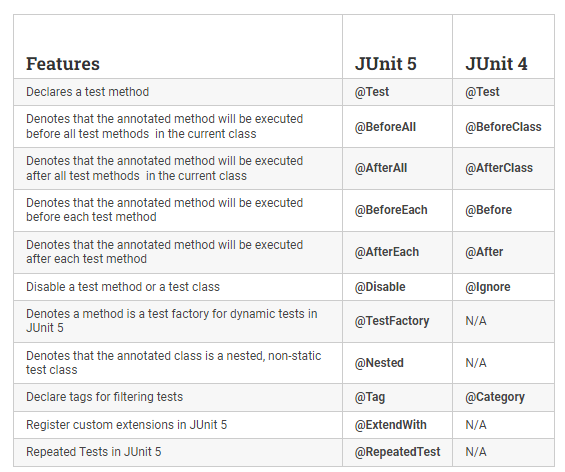 Features JUnit 5 JUnit 4
Declares a test method @Test @Test
Denotes that the annotated method will be executed
before all test methods in the current class @BeforeAll @BeforeClass
Denotes that the annotated method will be executed
after all test methods in the current class @AfterAll @AfterClass
Denotes that the annotated method will be executed
before each test method @BeforeEach @Before
Denotes that the annotated method will be executed
after each test method @AfterEach @After
Disable a test method or a test class @Disable @Ignore
Denotes a method is a test factory for dynamic tests in
JUnit 5 @TestFactory N/A
Denotes that the annotated class is a nested, non-static
test class @Nested N/A
Declare tags for filtering tests @Tag @Category
Register custom extensions in JUnit 5 @ExtendWith N/A
Repeated Tests in JUnit 5 @RepeatedTest N/A